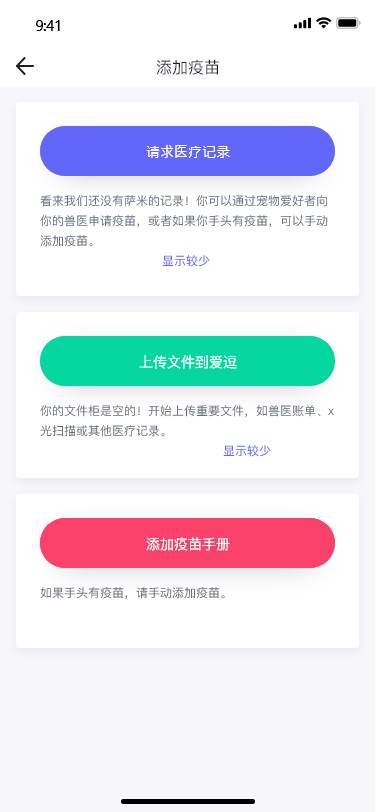 9:41
添加疫苗
请求医疗记录
看来我们还没有萨米的记录！你可以通过宠物爱好者向
你的兽医申请疫苗，或者如果你手头有疫苗，可以手动
添加疫苗。
显示较少
上传文件到爱逗
你的文件柜是空的！开始上传重要文件，如兽医账单、x
光扫描或其他医疗记录。
显示较少
添加疫苗手册
如果手头有疫苗，请手动添加疫苗。